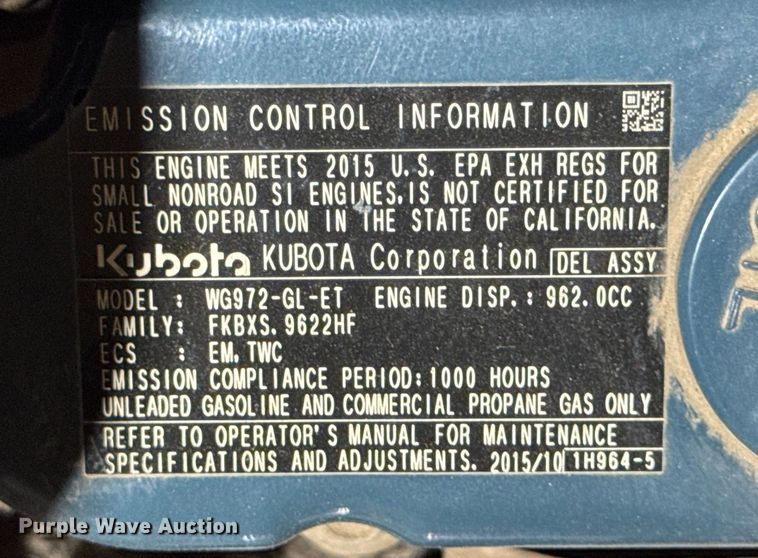 EMISSION CONTROL INFORMATION
THIS ENGINE MEETS 2015 U.S. EPA EXH REGS FOR
SMALL NONROAD SI ENGINES.IS NOT CERTIFIED FOR
SALE OR OPERATION IN THE STATE OF CALIFORNIA.
Kubota KUBOTA Corporation DEL ASSY
MODEL : WG972-GL-ET ENGINE DISP.: 962.0CC
FAMILY: FKBXS.9622HF
ECS : EM,TWC
EMISSION COMPLIANCE PERIOD:1000 HOURS
UNLEADED GASOLINE AND COMMERCIAL PROPANE GAS ONLY
REFER TO OPERATOR'S MANUAL FOR MAINTENANCE
SPECIFICATIONS AND ADJUSTMENTS. 2015/10 1H964-5
OIL
Purple Wave Auction